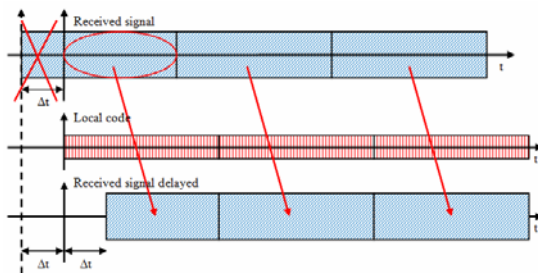 Received signal
t
Δt
Local code
t
Received signal delayed
t
Δt
Δt